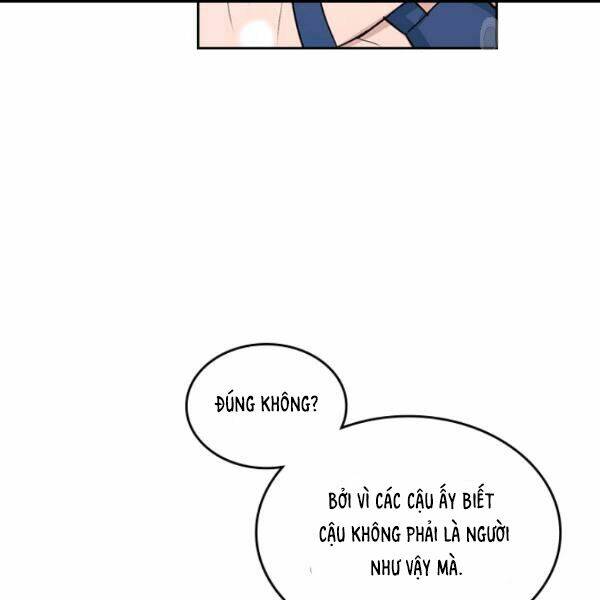 ĐÚNG KHÔNG?
BỞI VÌ CÁC CẬU ẤY BIẾT
CẬU KHÔNG PHẢI LÀ NGƯỜI
NHƯ VẬY MÀ.